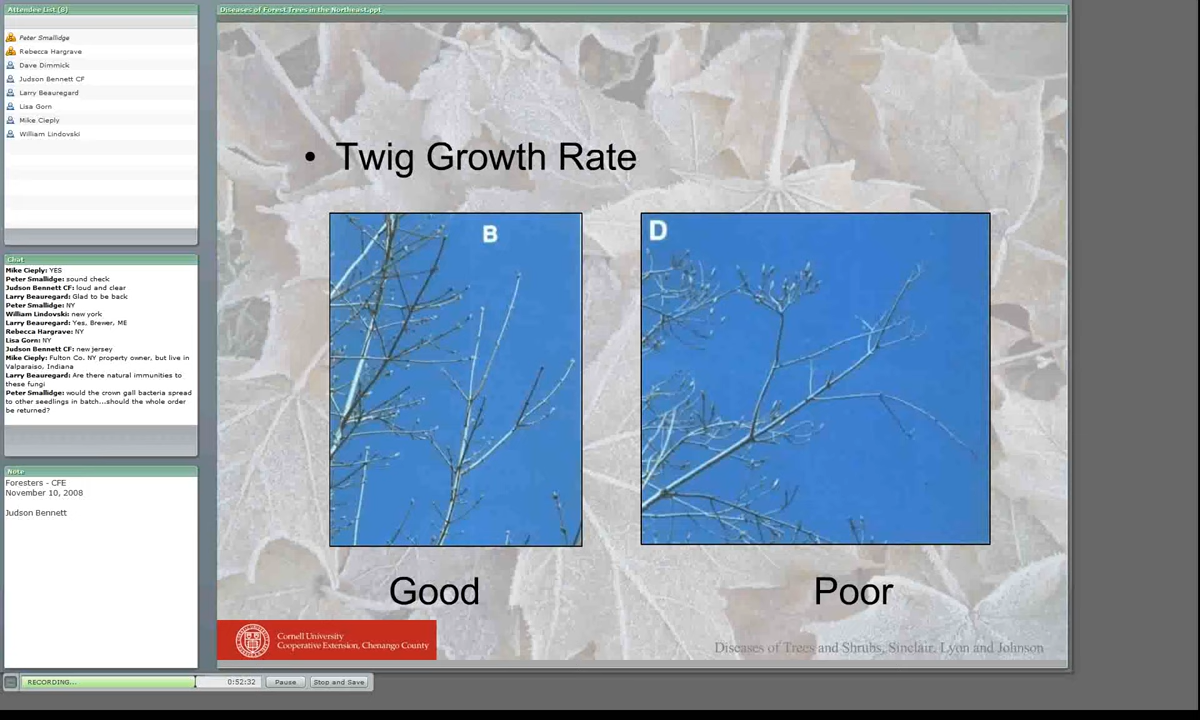 Attendee List (8)
Peter Smallidge
Rebecca Hargrave
Dave Dimmick
Judson Bennett CF
Larry Beauregard
Lisa Gorn
Mike Cieply
William Lindovski
Chat
Mike Cieply: YES
Peter Smallidge: sound check
Judson Bennett CF: loud and clear
Larry Beauregard: Glad to be back
Peter Smallidge: NY
William Lindovski: new york
Larry Beauregard: Yes, Brewer, ME
Rebecca Hargrave: NY
Lisa Gorn: NY
Judson Bennett CF: new jersey
Mike Cieply: Fulton Co. NY property owner, but live in
Valparaiso, Indiana
Larry Beauregard: Are there natural immunities to
these fungi
Peter Smallidge: would the crown gall bacteria spread
to other seedlings in batch...should the whole order
be returned?
Note
Foresters - CFE
November 10, 2008
Judson Bennett
RECORDING...
0:52:32
Pause
Stop and Save
Diseases of Forest Trees in the Northeast.ppt
• Twig Growth Rate
B
D
Good
Poor
Cornell University
Cooperative Extension, Chenango County
Diseases of Trees and Shrubs, Sinclair, Lyon and Johnson